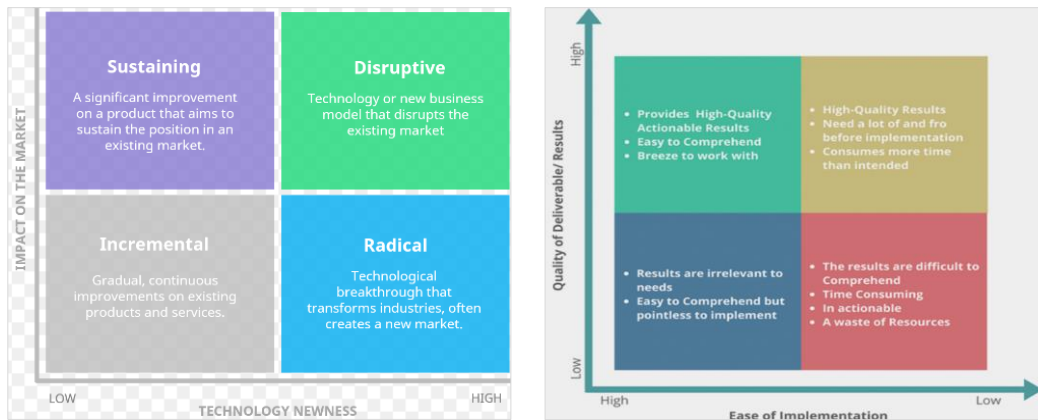 IMPACT ON THE MARKET
Sustaining
A significant improvement
on a product that aims to
sustain the position in an
existing market.
Disruptive
Technology or new business
model that disrupts the
existing market
Incremental
Gradual, continuous
improvements on existing
products and services.
Radical
Technological
breakthrough that
transforms industries, often
creates a new market.
LOW
HIGH
TECHNOLOGY NEWNESS
Quality of Deliverable/ Results
High
Low
• Provides High-Quality
Actionable Results
• Easy to Comprehend
• Breeze to work with
• High-Quality Results
• Need a lot of and fro
before implementation
• Consumes more time
than intended
• Results are irrelevant to
needs
• Easy to Comprehend but
pointless to implement
• The results are difficult to
Comprehend
• Time Consuming
• In actionable
• A waste of Resources
High
Low
Ease of Implementation